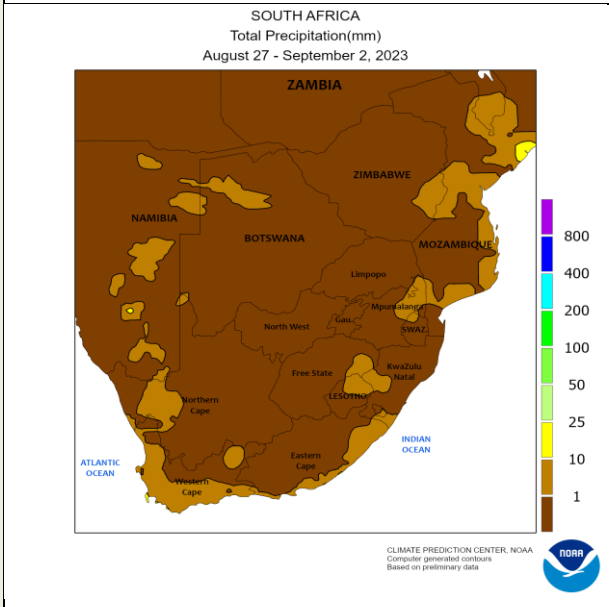 SOUTH AFRICA
Total Precipitation(mm)
August 27 - September 2, 2023
ZAMBIA
ZIMBABWE
NAMIBIA
BOTSWANA
MOZAMBIQUE
Limpopo
Mpumalanga
North West
Gau.
SWAZ.
Free State
KwaZulu
Natal
LESOTHO
Northern
Cape
Eastern
Cape
Western
Cape
ATLANTIC
OCEAN
INDIAN
OCEAN
800
400
200
100
50
25
10
1
CLIMATE PREDICTION CENTER, NOAA
Computer generated contours
Based on preliminary data
NOAA